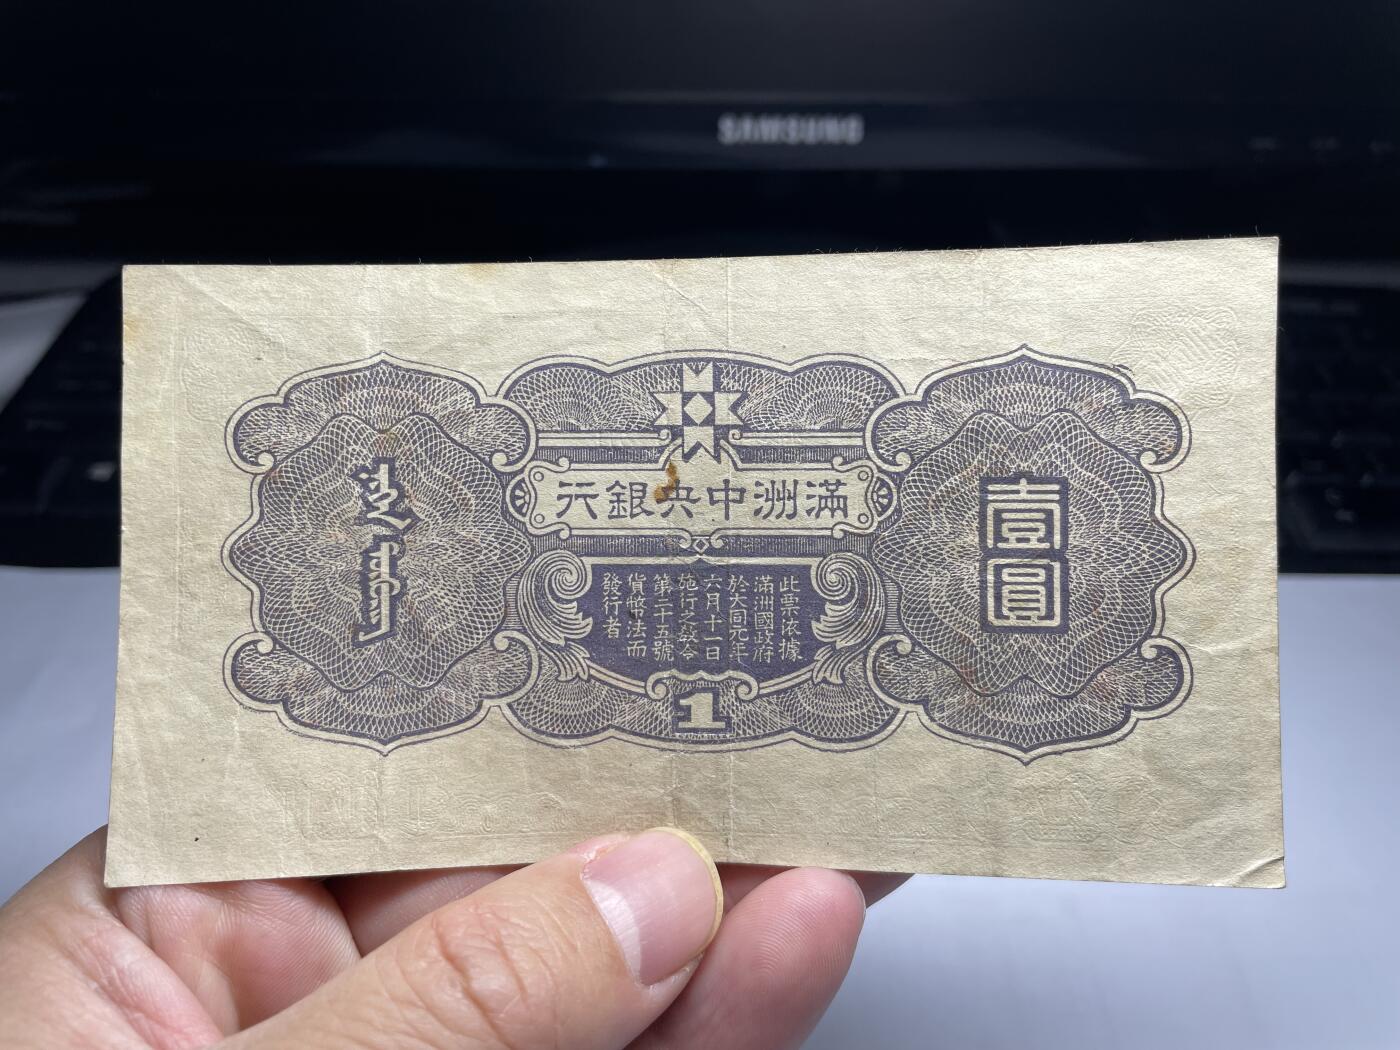 SAMSUNG
滿洲中央銀行
壹圓
此票依據
滿洲國政府
於大同元年
六月十一日
施行之敎令
第二十五號
貨幣法而
發行者
1